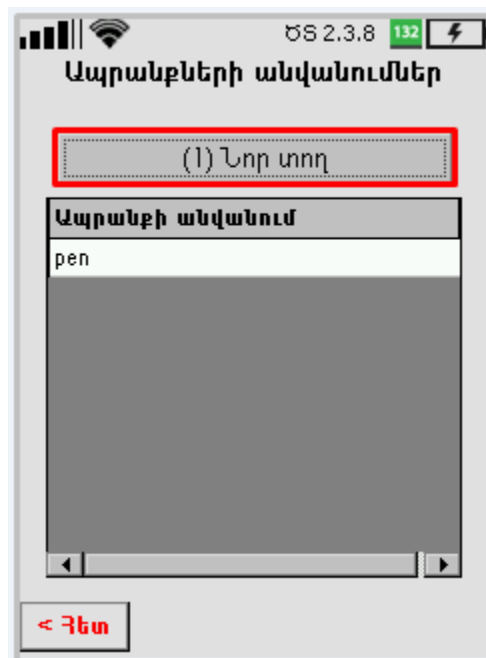 ԾՏ 2.3.8 132
Ապրանքների անվանումներ
(1) Նոր տող
Ապրանքի անվանում
pen
< Հետ